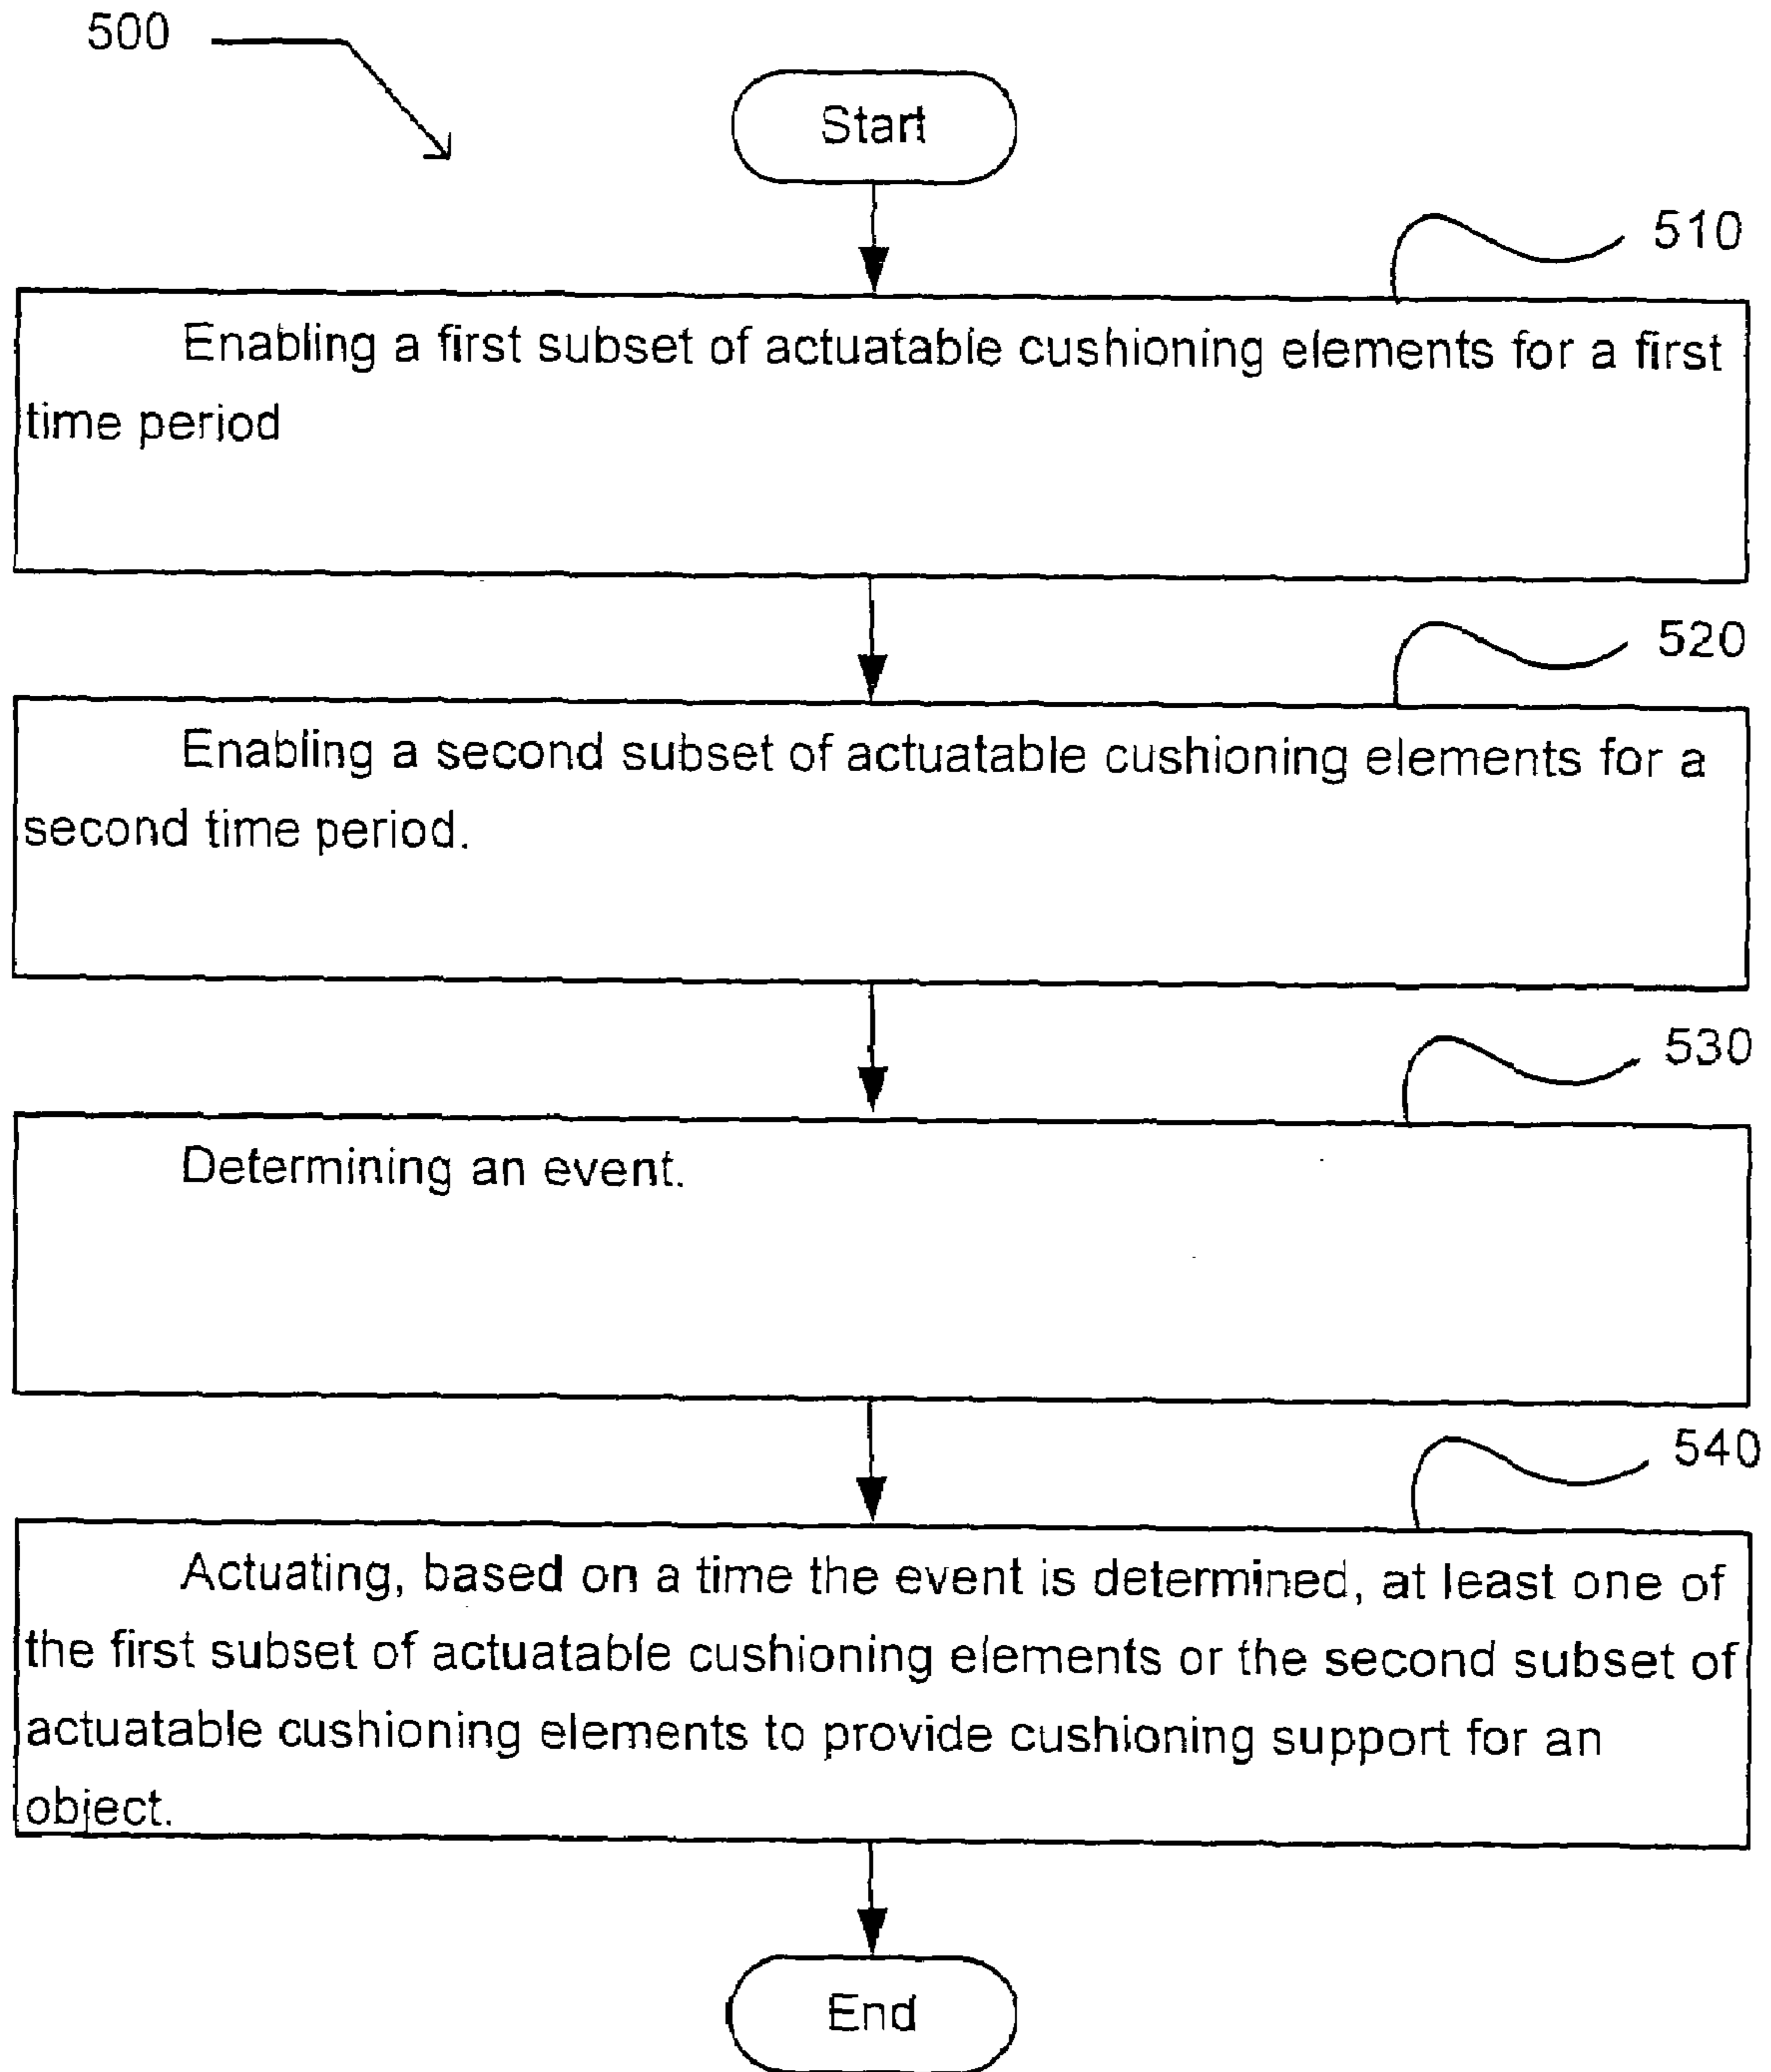 500
Start
510
Enabling a first subset of actuatable cushioning elements for a first
time period
520
Enabling a second subset of actuatable cushioning elements for a
second time period.
530
Determining an event.
540
Actuating, based on a time the event is determined, at least one of
the first subset of actuatable cushioning elements or the second subset of
actuatable cushioning elements to provide cushioning support for an
object.
End